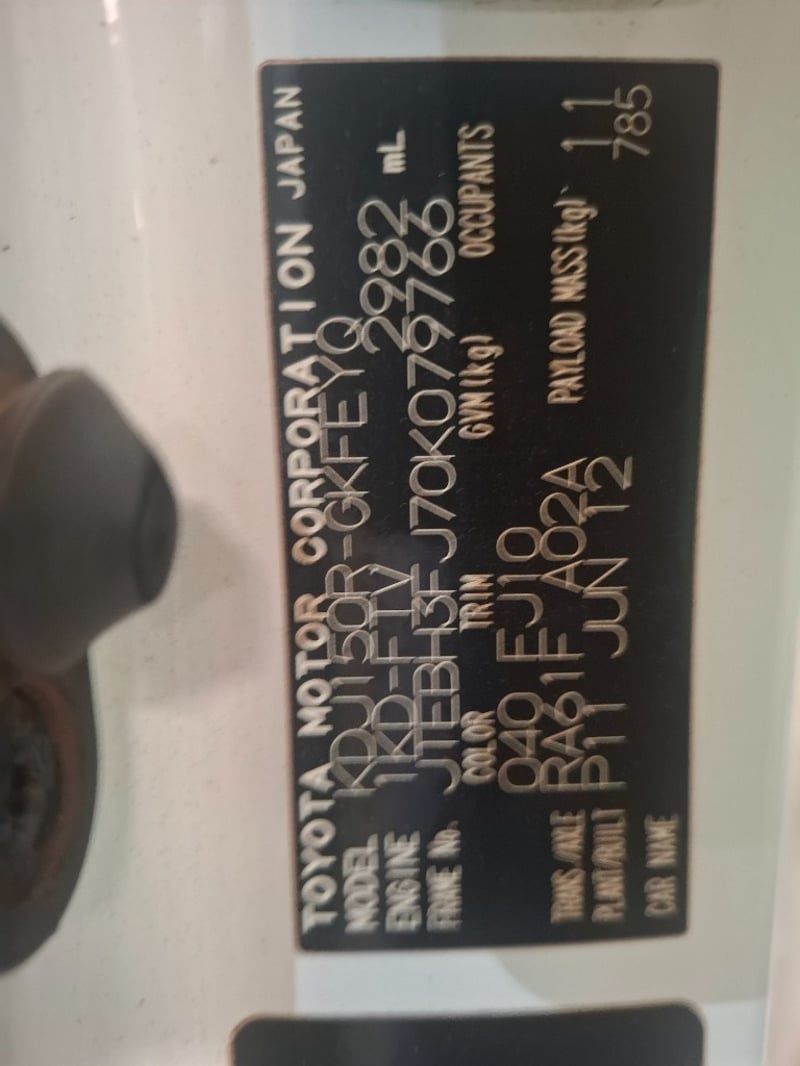 TOYOTA MOTOR CORPORATION JAPAN
MODEL KDJ150R-GKFEYQ
ENGINE 1KD-FTV 2982 mL
FRAME No. JTEBH3FJ70K079766
COLOR TRIM GVM(kg) OCCUPANTS
040 FJ10
TRANS/AXLE RA61F A02A PAYLOAD MASS(kg) 11
PLANT/BUILT P11 JUN 12 785
CAR NAME